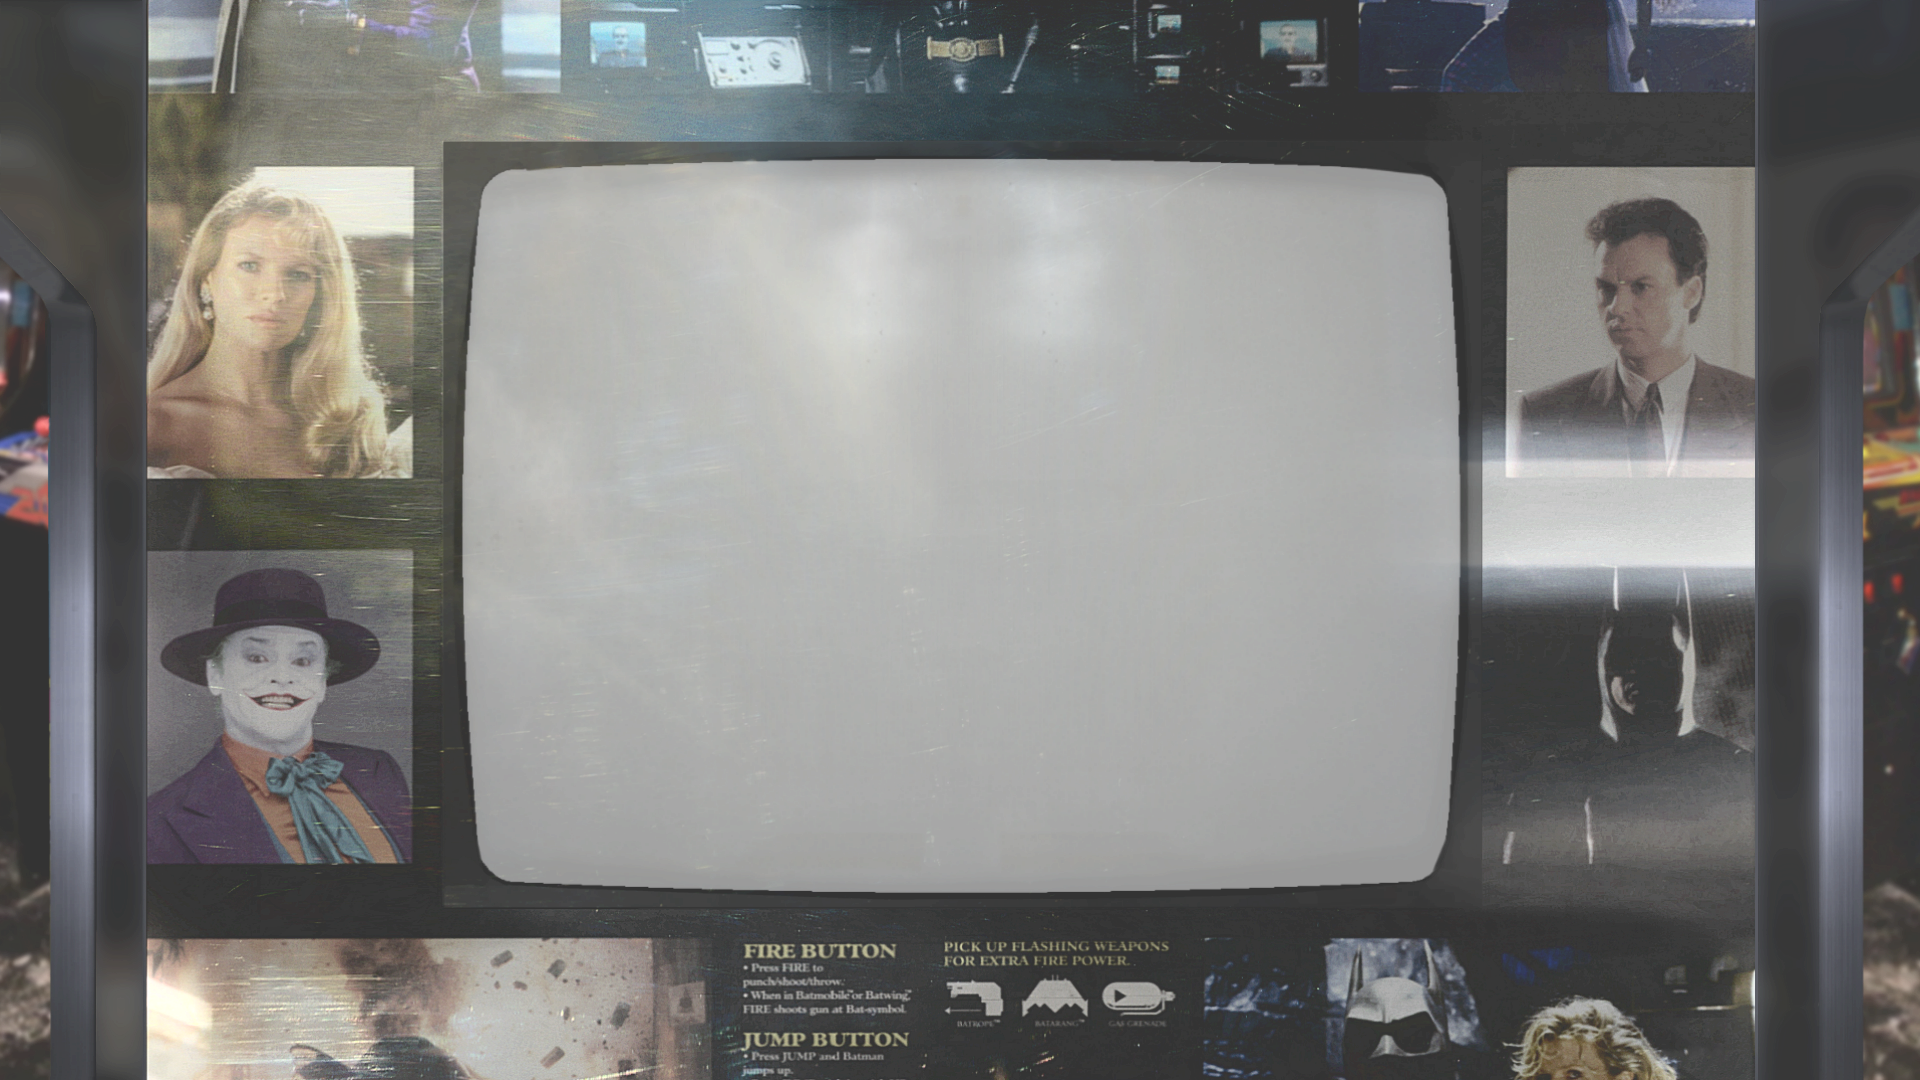 FIRE BUTTON
• Press FIRE to
punch/shoot/throw.
• When in Batmobile™ or Batwing,™
FIRE shoots gun at Bat-symbol.
JUMP BUTTON
• Press JUMP and Batman
jumps up.
PICK UP FLASHING WEAPONS
FOR EXTRA FIRE POWER.
BATROPE™ BATARANG™ GAS GRENADE